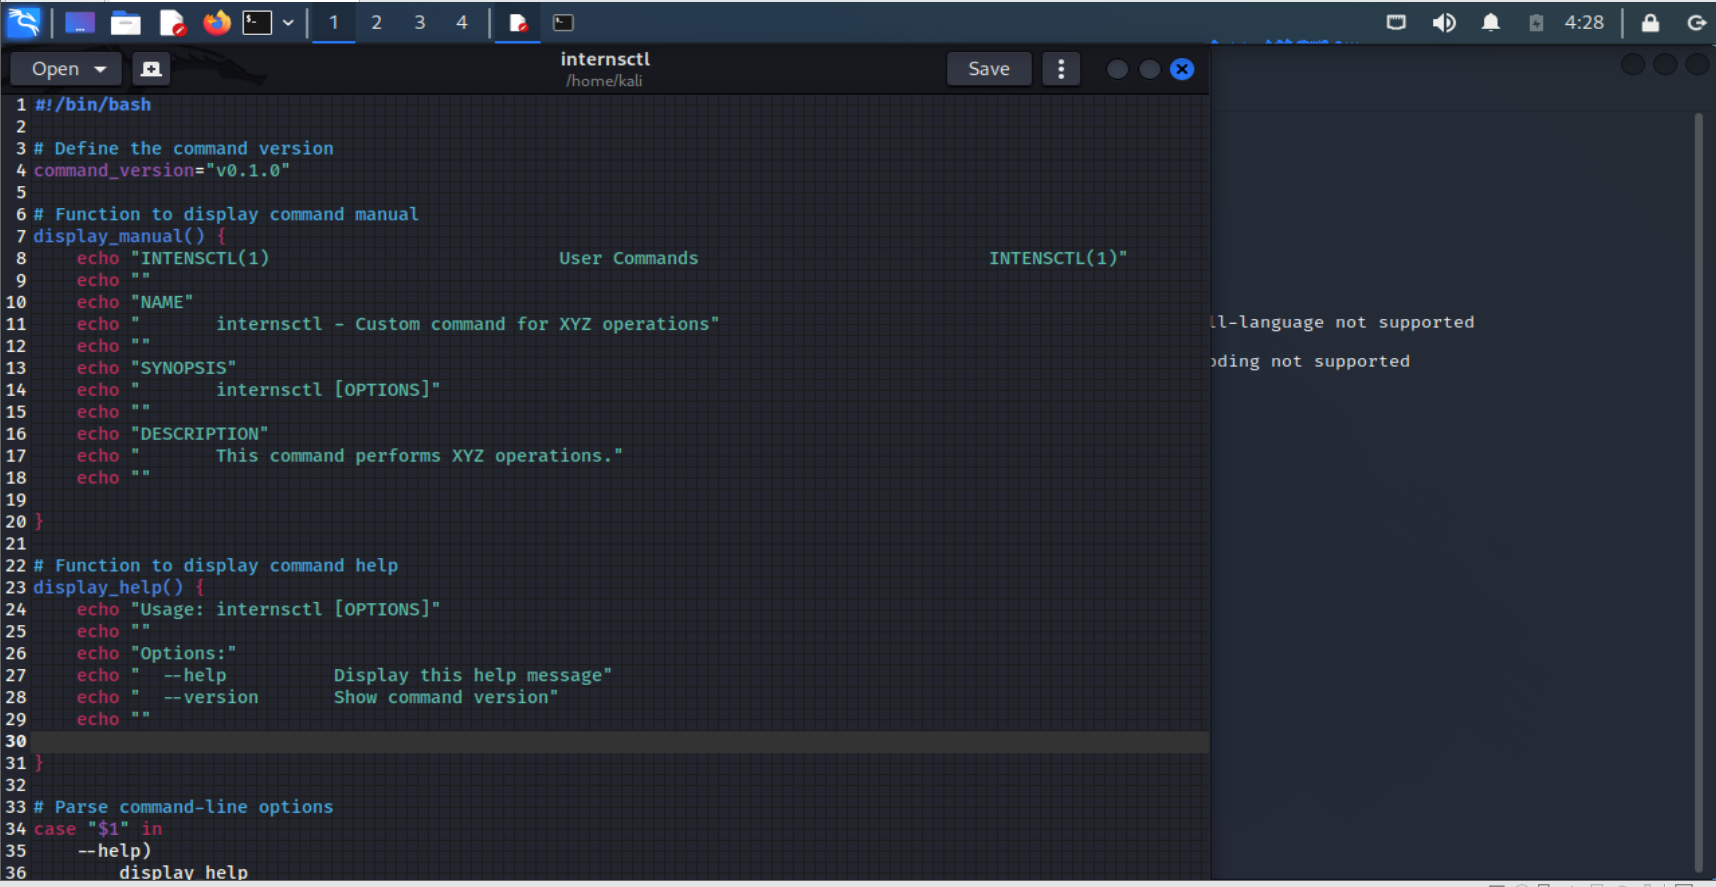 1 2 3 4 4:28
Open internsctl Save
/home/kali
1 #!/bin/bash
2
3 # Define the command version
4 command_version="v0.1.0"
5
6 # Function to display command manual
7 display_manual() {
8     echo "INTENSCTL(1)                           User Commands                           INTENSCTL(1)"
9     echo ""
10     echo "NAME"
11     echo "       internsctl - Custom command for XYZ operations"
12     echo ""
13     echo "SYNOPSIS"
14     echo "       internsctl [OPTIONS]"
15     echo ""
16     echo "DESCRIPTION"
17     echo "       This command performs XYZ operations."
18     echo ""
19
20 }
21
22 # Function to display command help
23 display_help() {
24     echo "Usage: internsctl [OPTIONS]"
25     echo ""
26     echo "Options:"
27     echo "  --help          Display this help message"
28     echo "  --version       Show command version"
29     echo ""
30
31 }
32
33 # Parse command-line options
34 case "$1" in
35     --help)
36         display_help
ll-language not supported
oding not supported